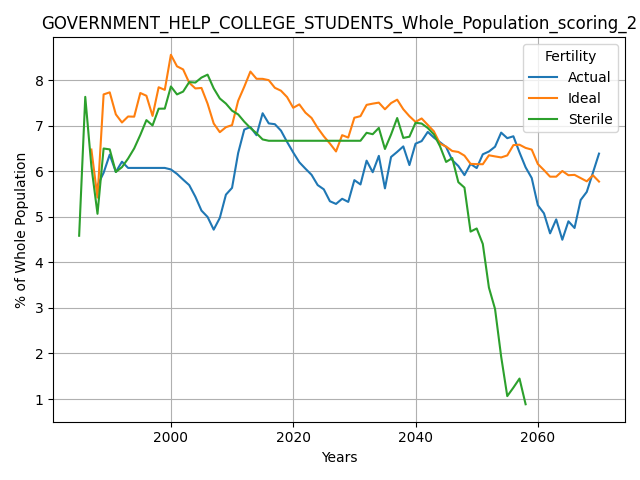 GOVERNMENT_HELP_COLLEGE_STUDENTS_Whole_Population_scoring_2
Fertility
Actual
Ideal
Sterile
% of Whole Population
8
7
6
5
4
3
2
1
2000 2020 2040 2060
Years